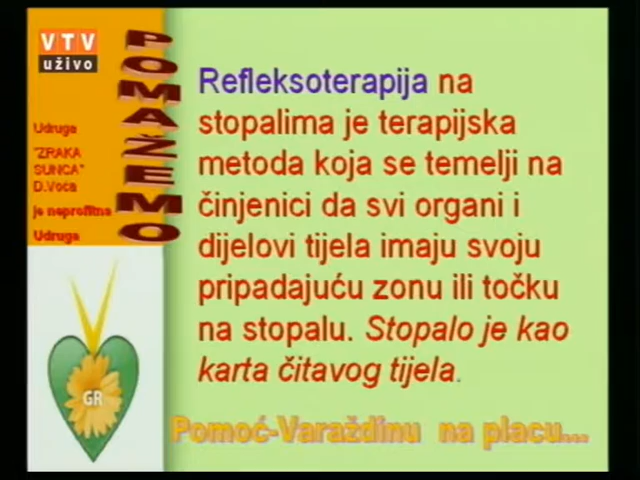 VTV
uživo
POMAŽEMO
Udruga
"ZRAKA
SUNCA"
D.Voća
je neprofitna
Udruga
GR
Refleksoterapija na
stopalima je terapijska
metoda koja se temelji na
činjenici da svi organi i
dijelovi tijela imaju svoju
pripadajuću zonu ili točku
na stopalu. Stopalo je kao
karta čitavog tijela.
Pomoć-Varaždinu na placu...